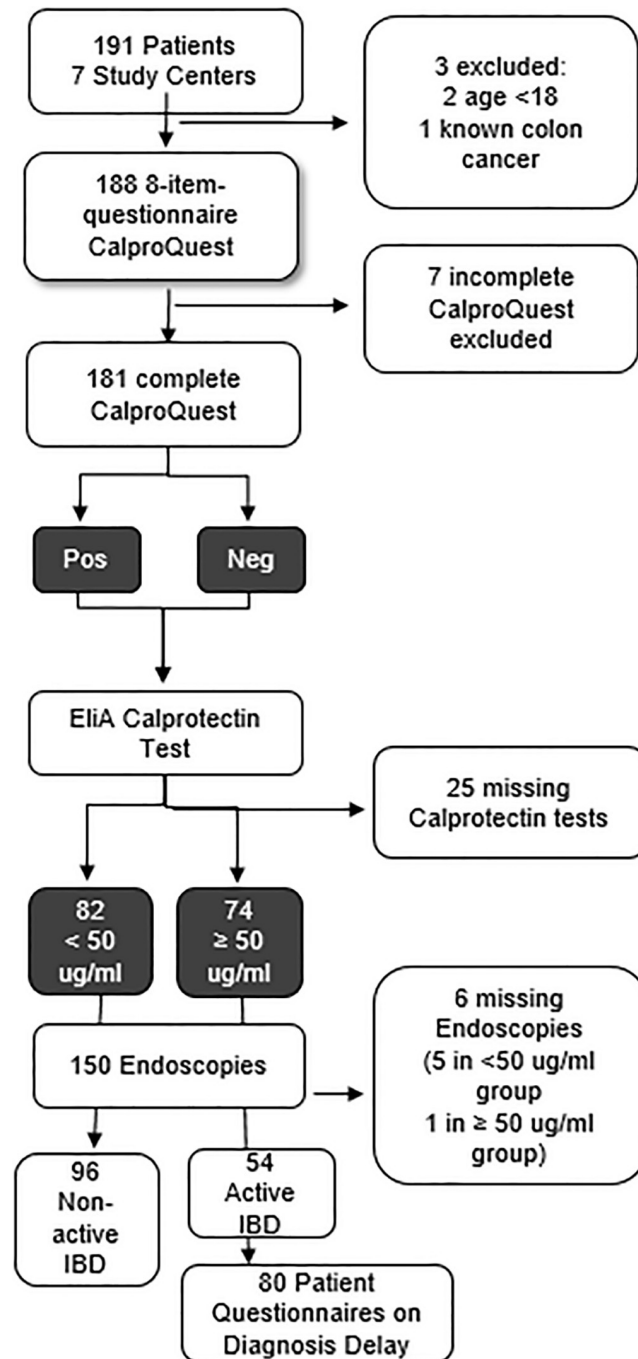 191 Patients
7 Study Centers
3 excluded:
2 age <18
1 known colon
cancer
188 8-item-
questionnaire
CalproQuest
7 incomplete
CalproQuest
excluded
181 complete
CalproQuest
Pos
Neg
EliA Calprotectin
Test
25 missing
Calprotectin tests
82
< 50
ug/ml
74
≥ 50
ug/ml
6 missing
Endoscopies
(5 in <50 ug/ml
group
1 in ≥ 50 ug/ml
group)
150 Endoscopies
96
Non-
active
IBD
54
Active
IBD
80 Patient
Questionnaires on
Diagnosis Delay